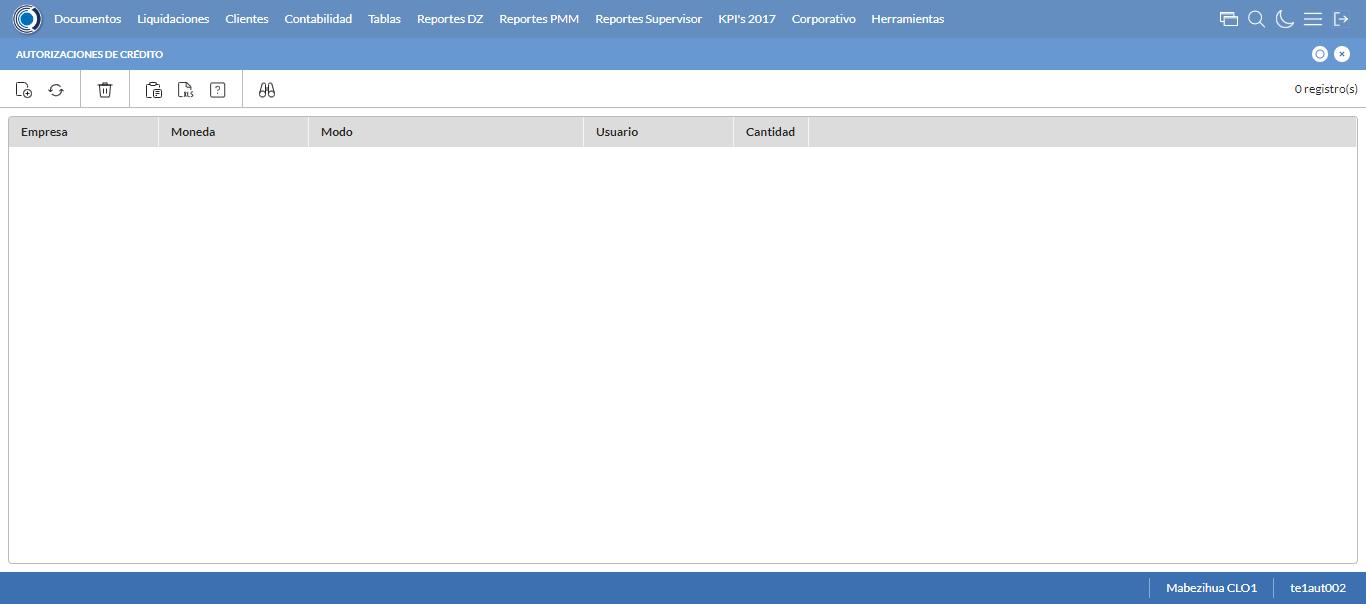 Documentos Liquidaciones Clientes Contabilidad Tablas Reportes DZ Reportes PMM Reportes Supervisor KPI's 2017 Corporativo Herramientas
AUTORIZACIONES DE CRÉDITO
XLS ? 0 registro(s)
Empresa Moneda Modo Usuario Cantidad
Mabezihua CLO1 te1aut002